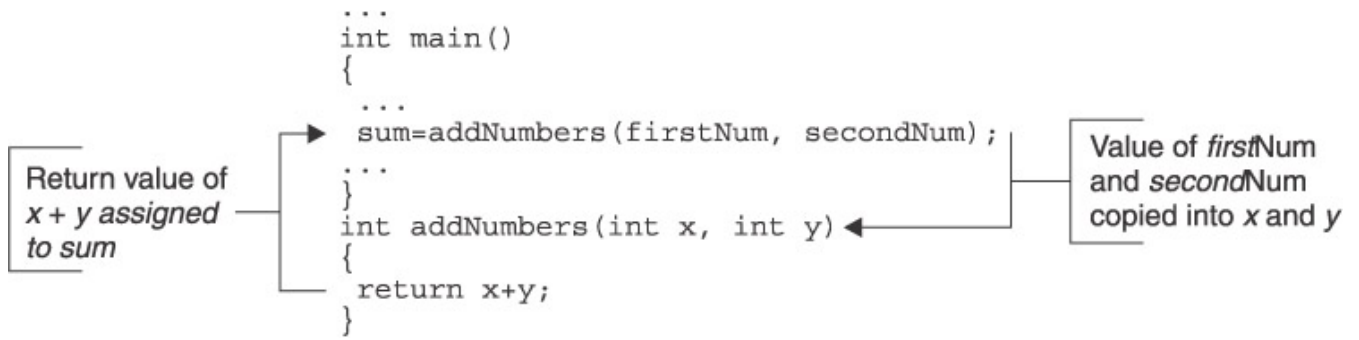 ...
int main()
{
...
sum=addNumbers(firstNum, secondNum);
...
}
int addNumbers(int x, int y)
{
return x+y;
}
Return value of
x + y assigned
to sum
Value of firstNum
and secondNum
copied into x and y